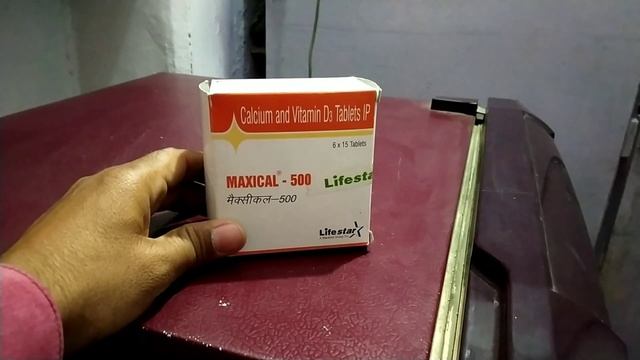 Calcium and Vitamin D3 Tablets IP
6 x 15 Tablets
MAXICAL® - 500
Lifesta
मैक्सीकल-500
Lifestar